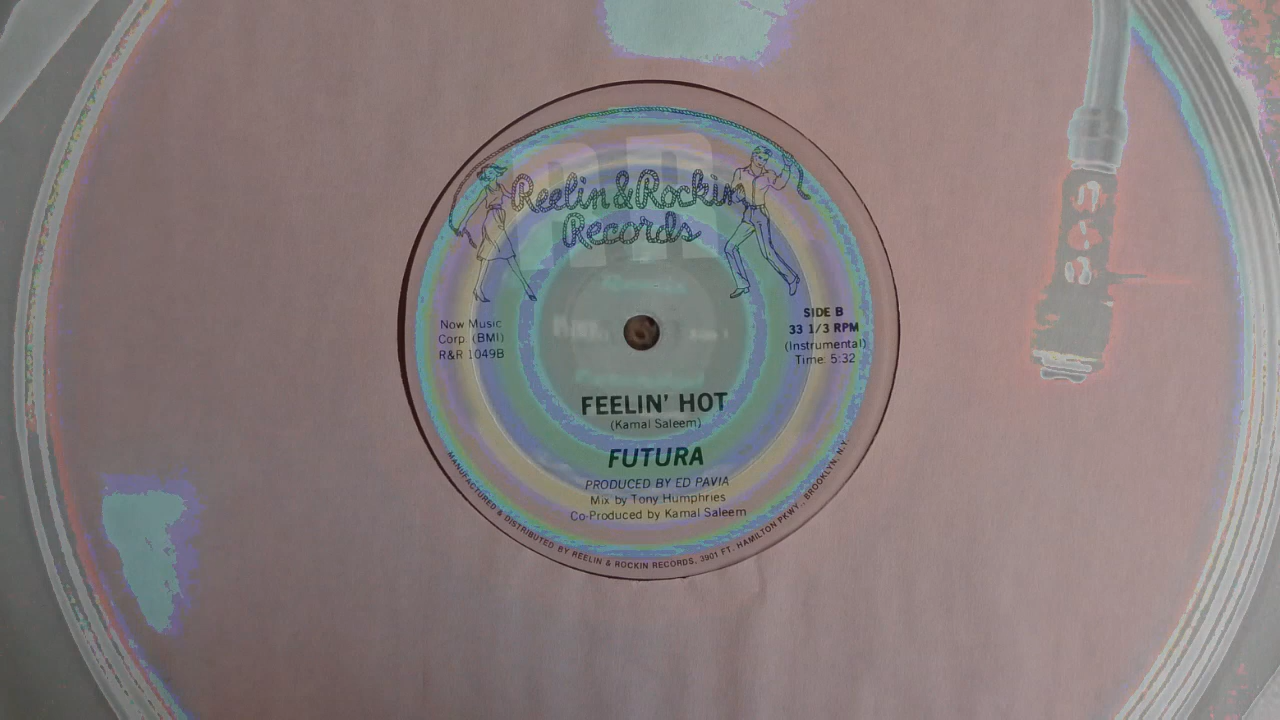 Reelin & Rockin
Records
Now Music
Corp. (BMI)
R&R 1049B
SIDE B
33 1/3 RPM
(Instrumental)
Time: 5:32
FEELIN' HOT
(Kamal Saleem)
FUTURA
PRODUCED BY ED PAVIA
Mix by Tony Humphries
Co-Produced by Kamal Saleem
MANUFACTURED & DISTRIBUTED BY REELIN & ROCKIN RECORDS, 3901 FT. HAMILTON PKWY., BROOKLYN, N.Y.